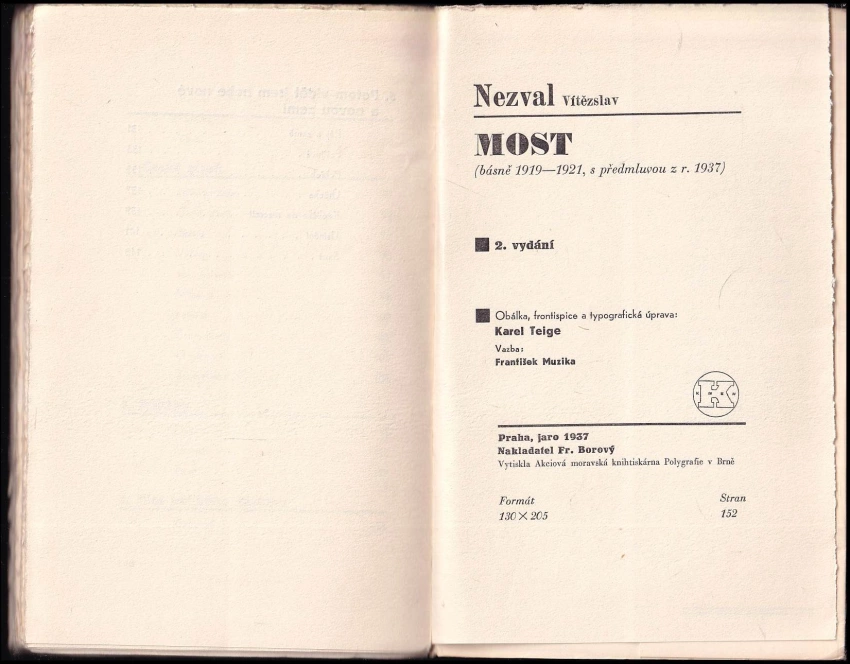 Nezval Vítězslav
MOST
(básně 1919—1921, s předmluvou z r. 1937)
2. vydání
Obálka, frontispice a typografická úprava:
Karel Teige
Vazba:
František Muzika
Praha, jaro 1937
Nakladatel Fr. Borový
Vytiskla Akciová moravská knihtiskárna Polygrafie v Brně
Formát Stran
130×205 152